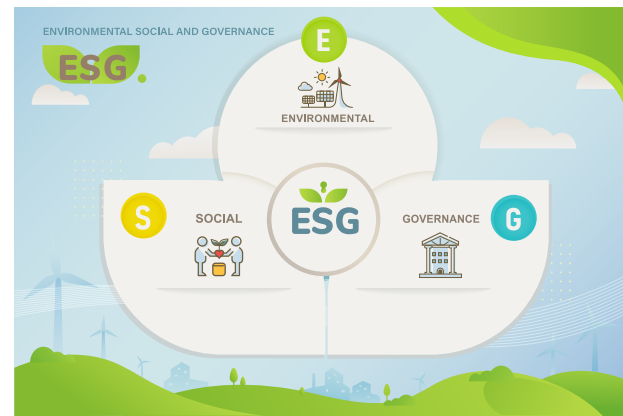 ENVIRONMENTAL SOCIAL AND GOVERNANCE
ESG
E
ENVIRONMENTAL
S
SOCIAL
ESG
GOVERNANCE
G